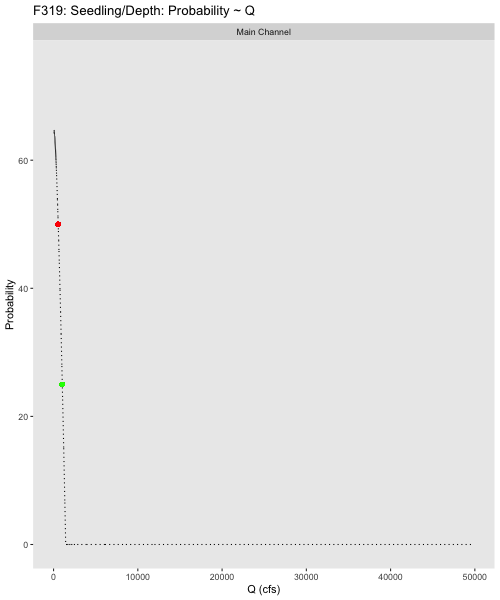 F319: Seedling/Depth: Probability ~ Q
Main Channel
60
40
20
0
Probability
0 10000 20000 30000 40000 50000
Q (cfs)